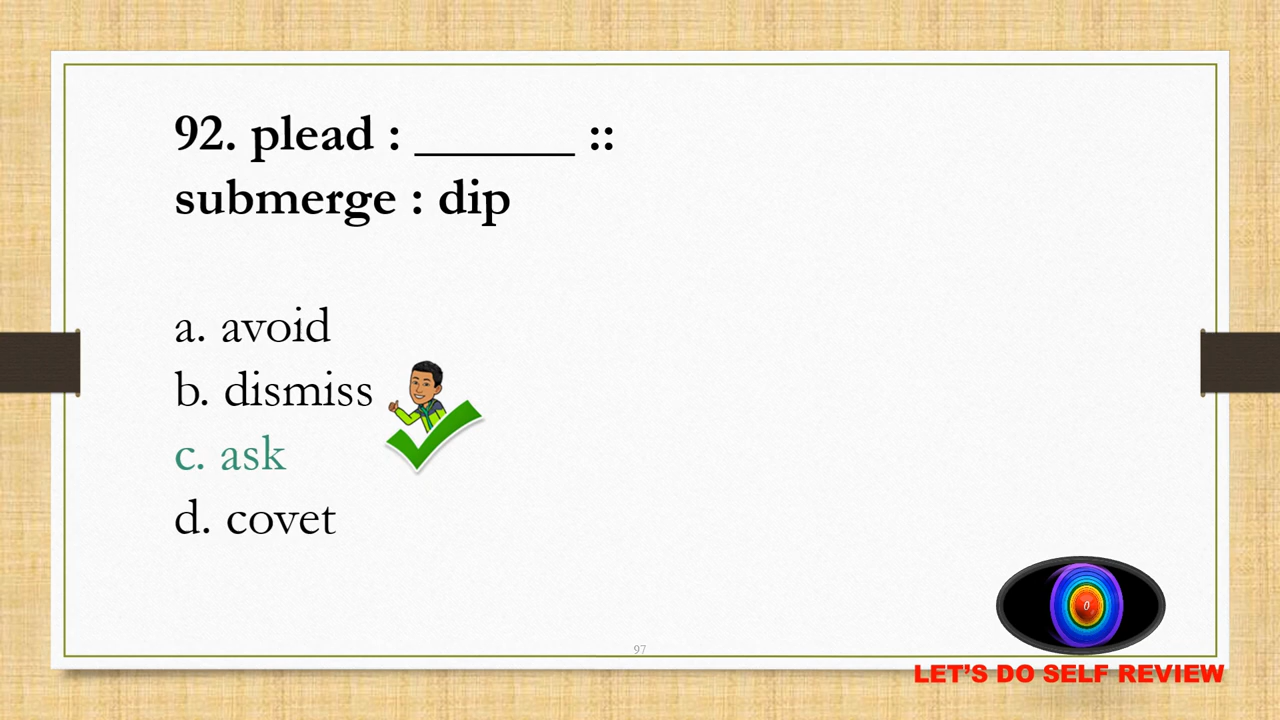 92. plead : ______ ::
submerge : dip
a. avoid
b. dismiss
c. ask
d. covet
0
97
LET'S DO SELF REVIEW